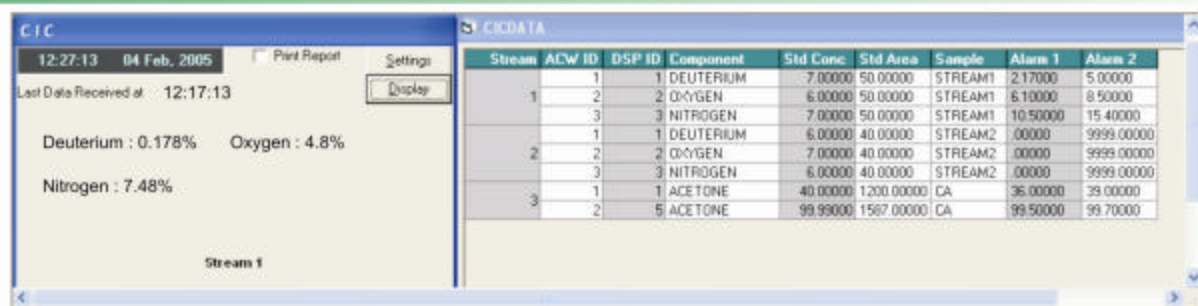 CIC
12:27:13 04 Feb, 2005 Print Report Settings
Last Data Received at 12:17:13 Display
Deuterium : 0.178% Oxygen : 4.8%
Nitrogen : 7.48%
Stream 1
CICDATA
Stream ACW ID DSP ID Component Std Conc Std Area Sample Alarm 1 Alarm 2
1 1 1 DEUTERIUM 7.00000 50.00000 STREAM1 2.17000 5.00000
2 2 OXYGEN 6.00000 50.00000 STREAM1 6.10000 8.50000
3 3 NITROGEN 7.00000 50.00000 STREAM1 10.50000 15.40000
2 1 1 DEUTERIUM 6.00000 40.00000 STREAM2 .00000 9999.00000
2 2 OXYGEN 7.00000 40.00000 STREAM2 .00000 9999.00000
3 3 NITROGEN 6.00000 40.00000 STREAM2 .00000 9999.00000
3 1 1 ACETONE 40.00000 1200.00000 CA 36.00000 39.00000
2 5 ACETONE 99.99000 1587.00000 CA 99.50000 99.70000